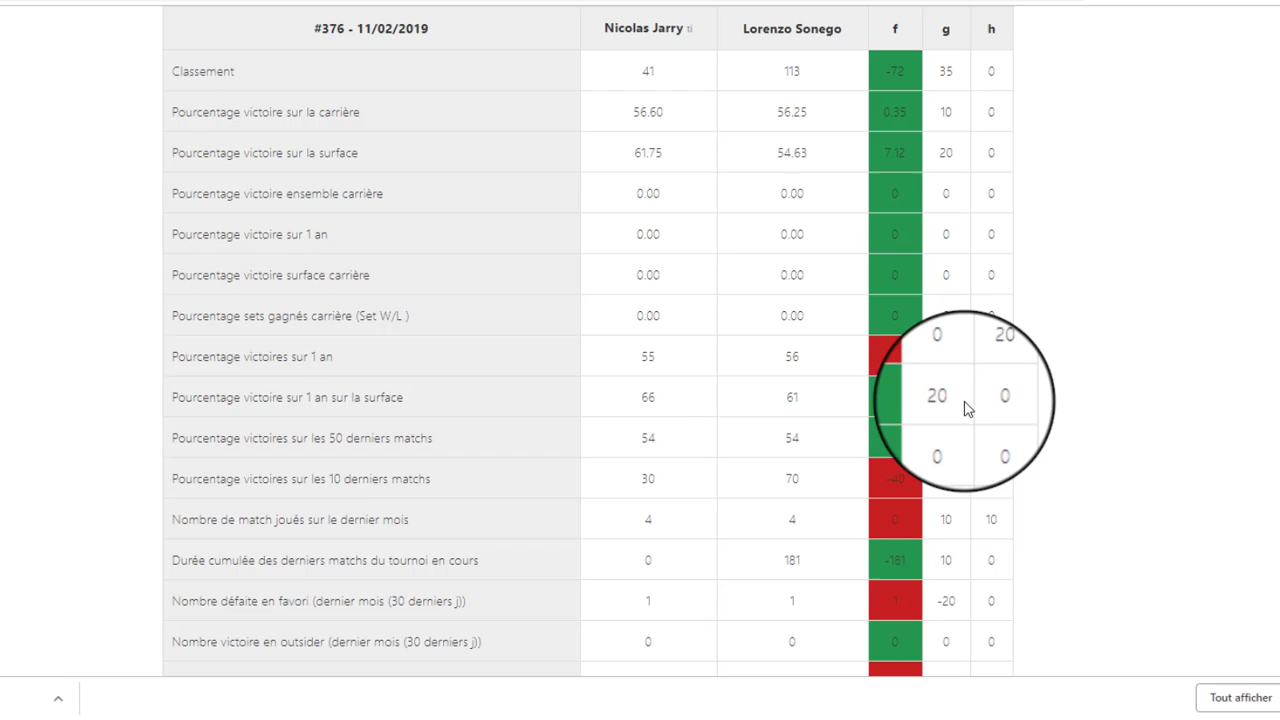 #376 - 11/02/2019 Nicolas Jarry ti Lorenzo Sonego f g h
Classement 41 113 -72 35 0
Pourcentage victoire sur la carrière 56.60 56.25 0.35 10 0
Pourcentage victoire sur la surface 61.75 54.63 7.12 20 0
Pourcentage victoire ensemble carrière 0.00 0.00 0 0 0
Pourcentage victoire sur 1 an 0.00 0.00 0 0 0
Pourcentage victoire surface carrière 0.00 0.00 0 0 0
Pourcentage sets gagnés carrière (Set W/L ) 0.00 0.00 0
Pourcentage victoires sur 1 an 55 56 0 20
Pourcentage victoire sur 1 an sur la surface 66 61 20 0
Pourcentage victoires sur les 50 derniers matchs 54 54 0 0
Pourcentage victoires sur les 10 derniers matchs 30 70 -40
Nombre de match joués sur le dernier mois 4 4 0 10 10
Durée cumulée des derniers matchs du tournoi en cours 0 181 -181 10 0
Nombre défaite en favori (dernier mois (30 derniers j)) 1 1 1 -20 0
Nombre victoire en outsider (dernier mois (30 derniers j)) 0 0 0 0 0
Tout afficher